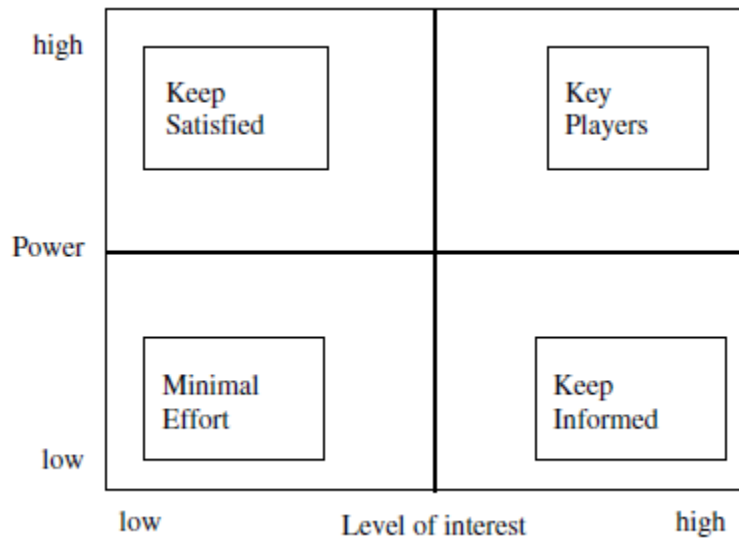 high
Keep
Satisfied
Key
Players
Power
Minimal
Effort
Keep
Informed
low
low
Level of interest
high